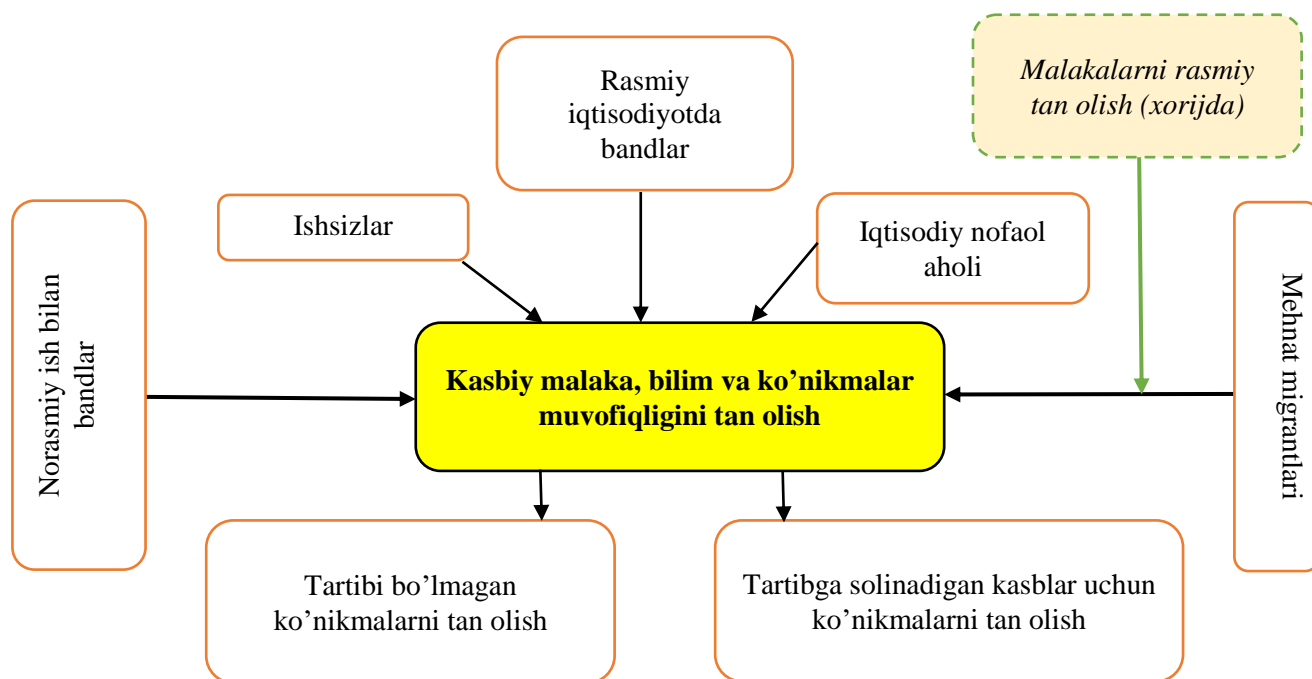 Rasmiy
iqtisodiyotda
bandlar
Malakalarni rasmiy
tan olish (xorijda)
Ishsizlar
Iqtisodiy nofaol
aholi
Norasmiy ish bilan
bandlar
Kasbiy malaka, bilim va ko’nikmalar
muvofiqligini tan olish
Mehnat migrantlari
Tartibi bo’lmagan
ko’nikmalarni tan olish
Tartibga solinadigan kasblar uchun
ko’nikmalarni tan olish